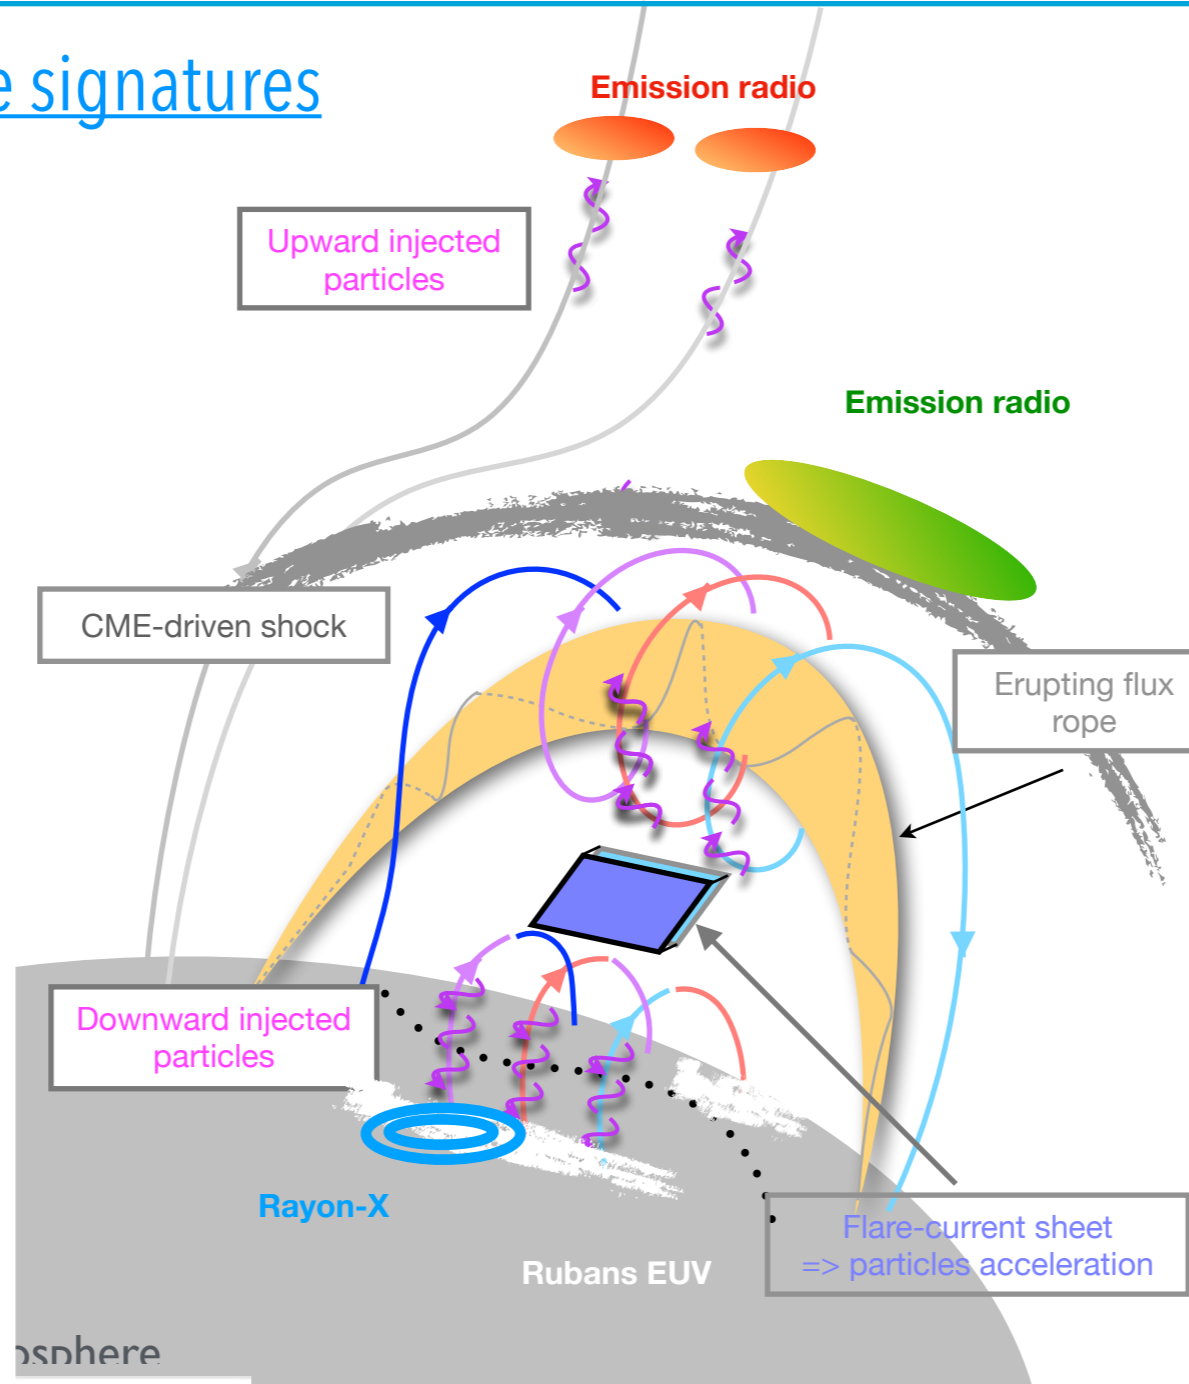 e signatures
Emission radio
Upward injected
particles
Emission radio
CME-driven shock
Erupting flux
rope
Downward injected
particles
Rayon-X
Flare-current sheet
=> particles acceleration
Rubans EUV
osphere